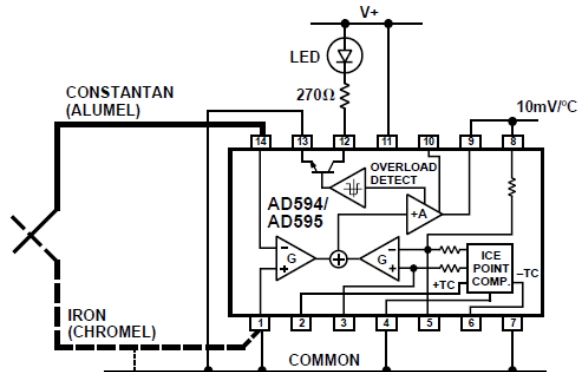 V+
LED
270Ω
CONSTANTAN
(ALUMEL)
10mV/ºC
14 13 12 11 10 9 8
OVERLOAD
DETECT
AD594/
AD595
+A
G
G
ICE
POINT
COMP.
+TC
–TC
IRON
(CHROMEL)
1 2 3 4 5 6 7
COMMON